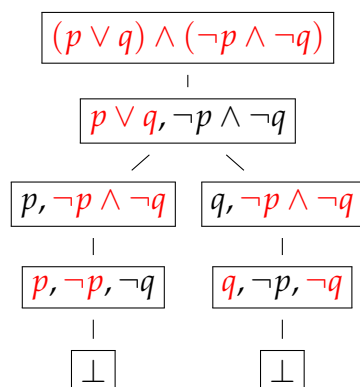 (p ∨ q) ∧ (¬p ∧ ¬q)
p ∨ q, ¬p ∧ ¬q
p, ¬p ∧ ¬q
q, ¬p ∧ ¬q
p, ¬p, ¬q
q, ¬p, ¬q
⊥
⊥